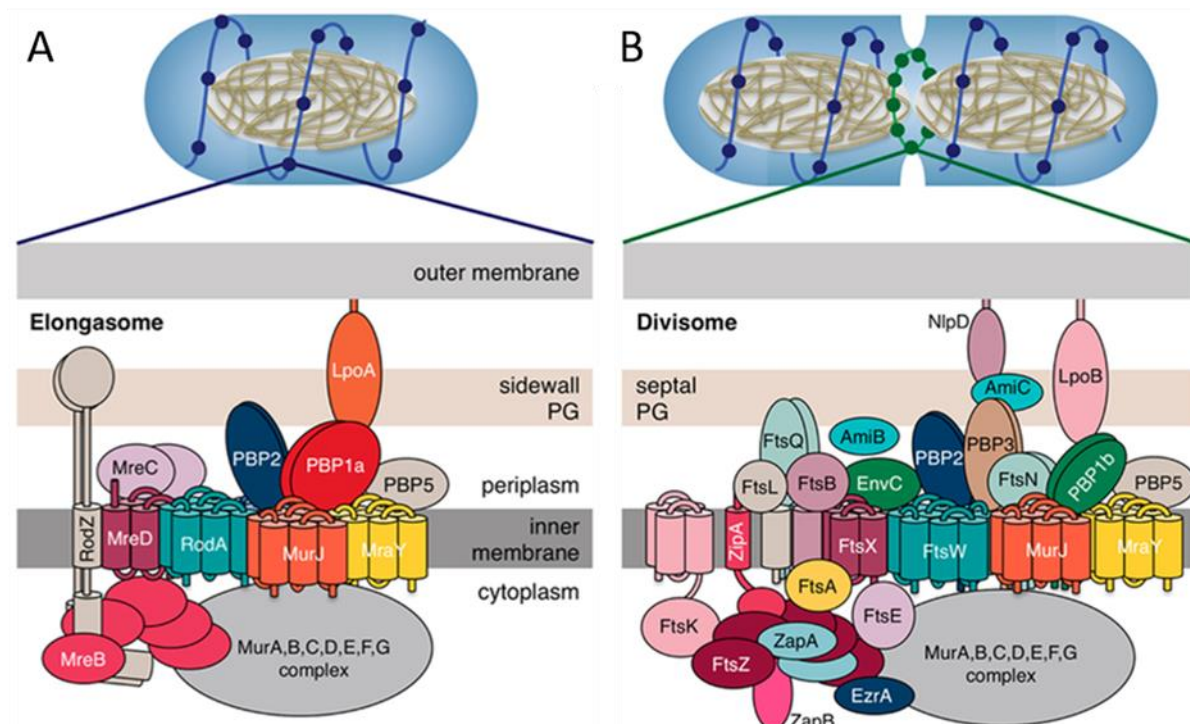 A
outer membrane
Elongasome
LpoA
sidewall
PG
PBP2
PBP1a
MreC
PBP5
periplasm
RodZ
MreD
RodA
MurJ
MraY
inner
membrane
cytoplasm
MreB
MurA,B,C,D,E,F,G
complex
B
Divisome
NlpD
LpoB
AmiC
septal
PG
FtsQ
AmiB
PBP2
PBP3
PBP1b
FtsL
FtsB
EnvC
FtsN
PBP5
ZipA
FtsX
FtsW
MurJ
MraY
FtsA
FtsE
FtsK
ZapA
FtsZ
MurA,B,C,D,E,F,G
complex
EzrA
ZapB